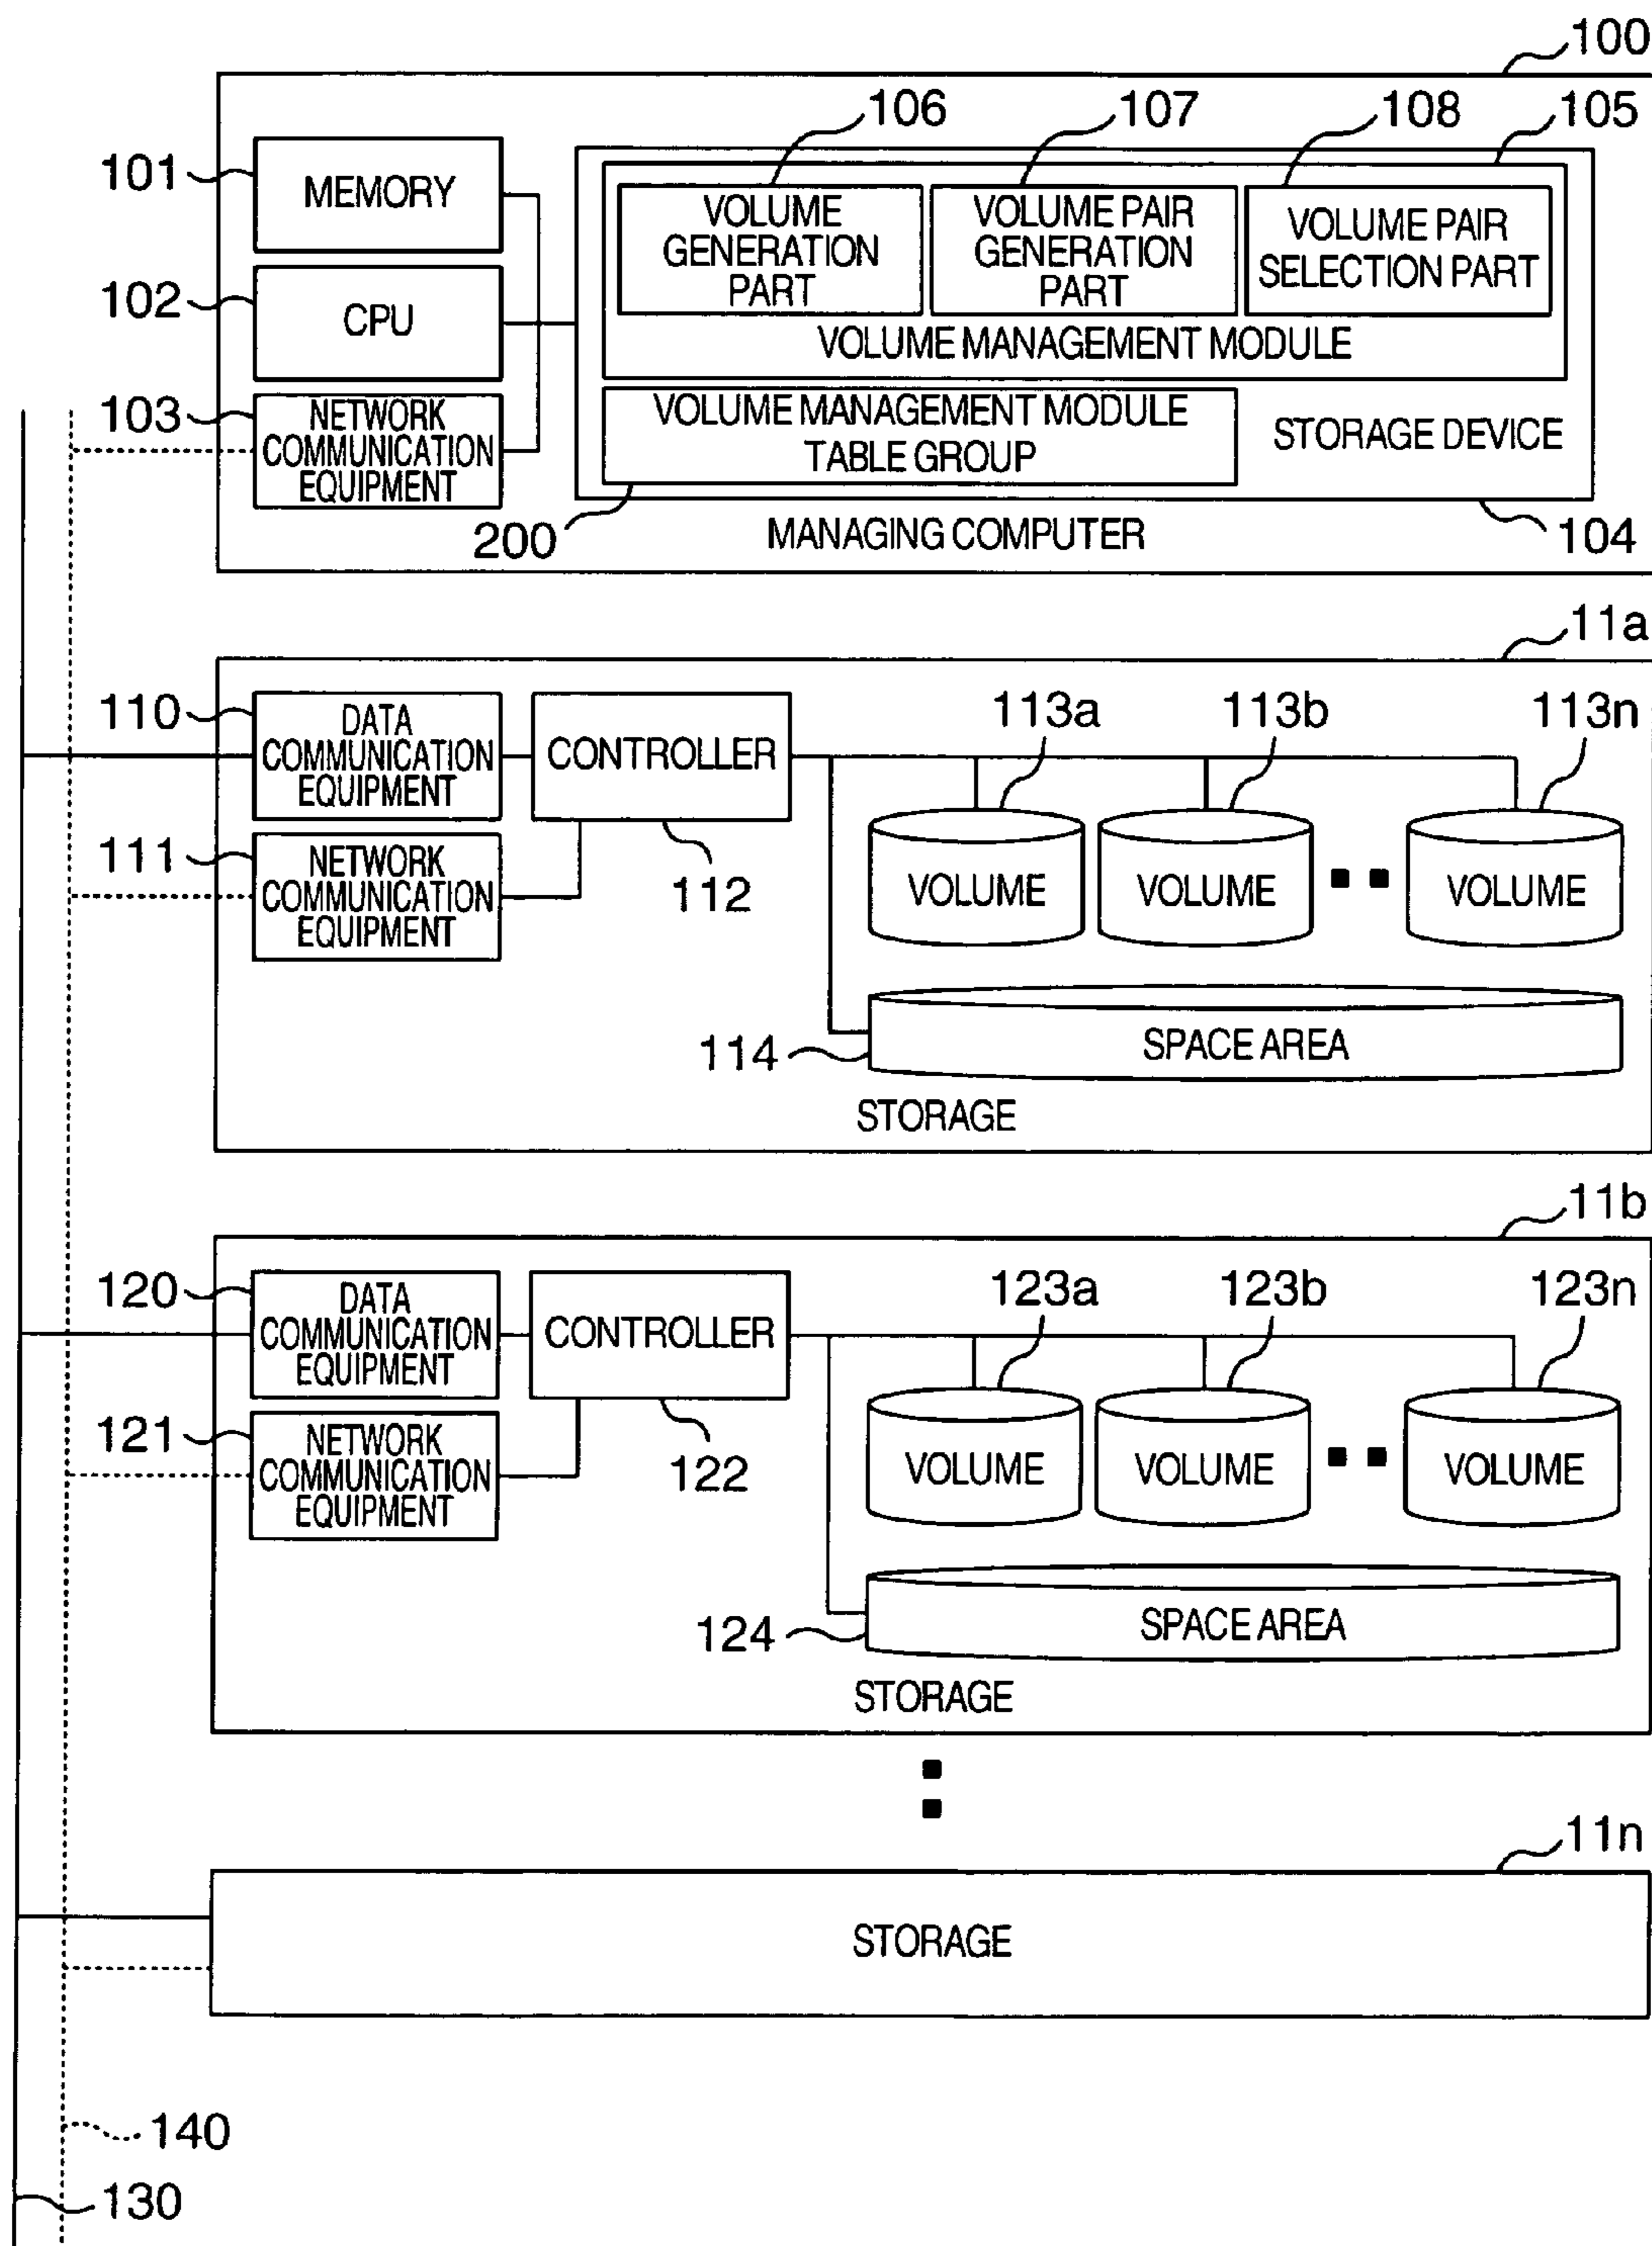 100
106
107
108
105
101
MEMORY
VOLUME
GENERATION
PART
VOLUME PAIR
GENERATION
PART
VOLUME PAIR
SELECTION PART
102
CPU
VOLUME MANAGEMENT MODULE
103
NETWORK
COMMUNICATION
EQUIPMENT
VOLUME MANAGEMENT MODULE
TABLE GROUP
STORAGE DEVICE
200
MANAGING COMPUTER
104
11a
110
DATA
COMMUNICATION
EQUIPMENT
CONTROLLER
113a
113b
113n
111
NETWORK
COMMUNICATION
EQUIPMENT
112
VOLUME
VOLUME
VOLUME
114
SPACE AREA
STORAGE
11b
120
DATA
COMMUNICATION
EQUIPMENT
CONTROLLER
123a
123b
123n
121
NETWORK
COMMUNICATION
EQUIPMENT
122
VOLUME
VOLUME
VOLUME
124
SPACE AREA
STORAGE
11n
STORAGE
140
130